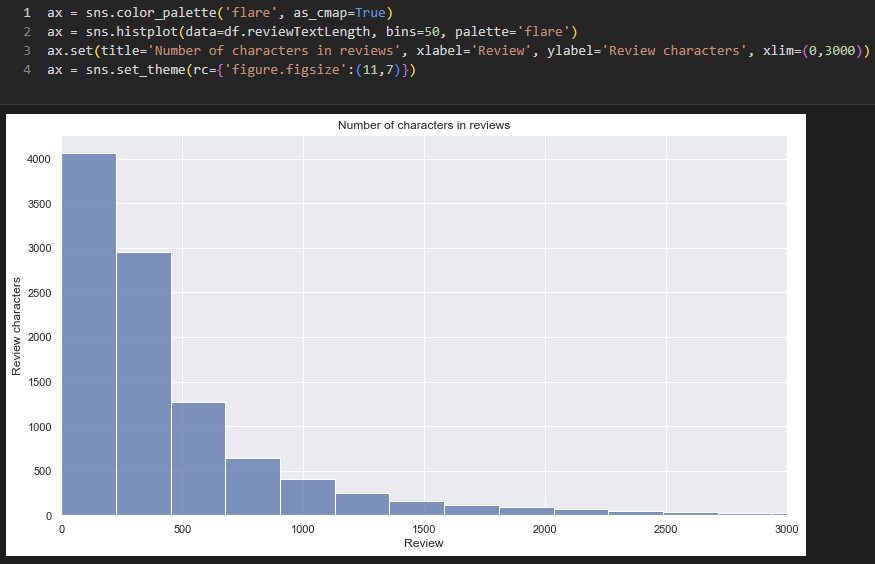 1 ax = sns.color_palette('flare', as_cmap=True)
2 ax = sns.histplot(data=df.reviewTextLength, bins=50, palette='flare')
3 ax.set(title='Number of characters in reviews', xlabel='Review', ylabel='Review characters', xlim=(0,3000))
4 ax = sns.set_theme(rc={'figure.figsize':(11,7)})
Number of characters in reviews
4000
3500
3000
2500
2000
1500
1000
500
0
Review characters
0 500 1000 1500 2000 2500 3000
Review